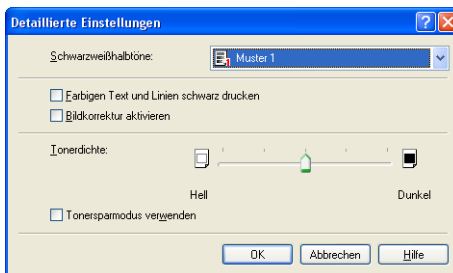 Detaillierte Einstellungen
Schwarzweißhalbtöne: Muster 1
Farbigen Text und Linien schwarz drucken
Bildkorrektur aktivieren
Tonerdichte:
Hell Dunkel
Tonersparmodus verwenden
OK Abbrechen Hilfe